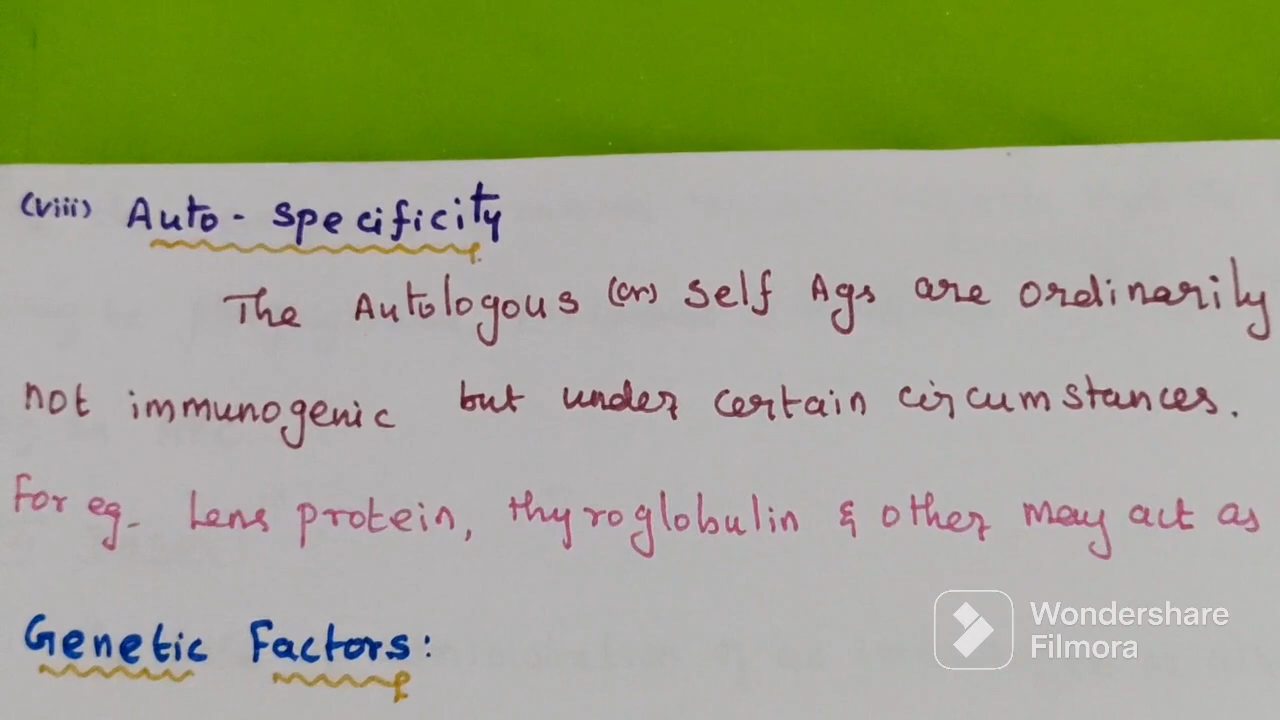 (viii) Auto - specificity
The Autologous (or) self Ags are ordinarily
not immunogenic but under certain circumstances.
For eg. Lens protein, thyroglobulin & other may act as
Genetic Factors:
Wondershare
Filmora